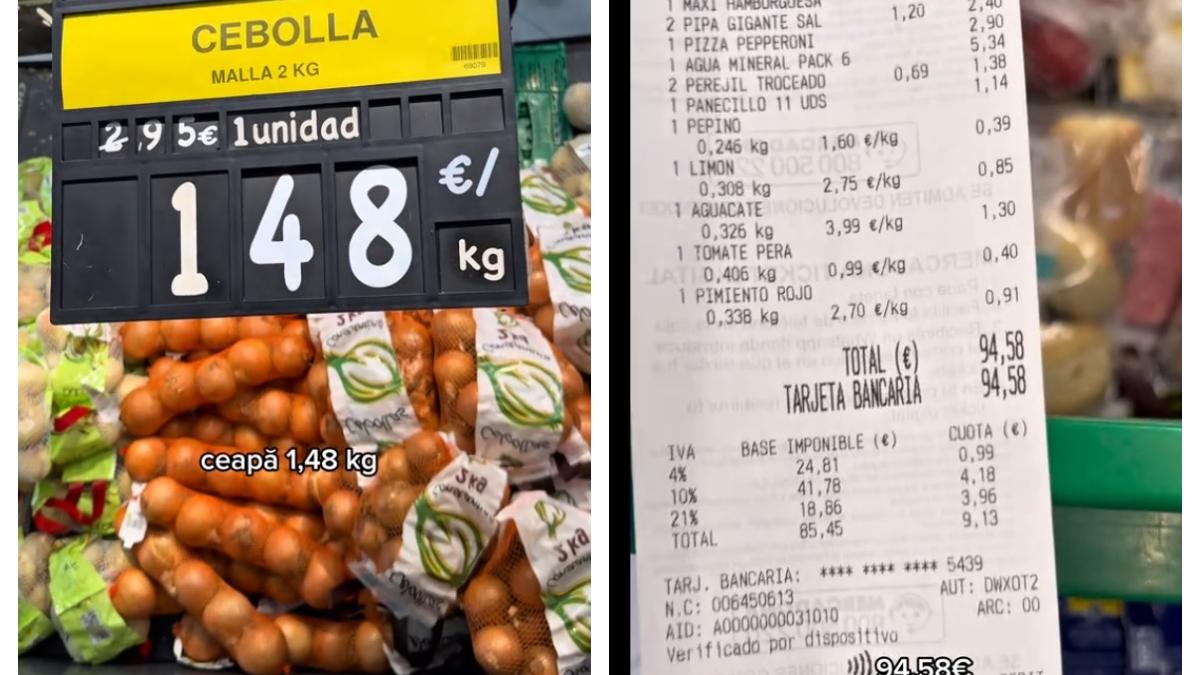 CEBOLLA
MALLA 2 KG
69079
2,95€ 1unidad
148 €/
kg
ceapă 1,48 kg
1 MAXI HAMBURGUESA 2,40
2 PIPA GIGANTE SAL 1,20 2,90
1 PIZZA PEPPERONI 5,34
1 AGUA MINERAL PACK 6 1,38
2 PEREJIL TROCEADO 0,69 1,14
1 PANECILLO 11 UDS
1 PEPINO
0,246 kg 1,60 €/kg 0,39
1 LIMON
0,308 kg 2,75 €/kg 0,85
1 AGUACATE
0,326 kg 3,99 €/kg 1,30
1 TOMATE PERA
0,406 kg 0,99 €/kg 0,40
1 PIMIENTO ROJO
0,338 kg 2,70 €/kg 0,91
TOTAL (€) 94,58
TARJETA BANCARIA 94,58
IVA BASE IMPONIBLE (€) CUOTA (€)
4% 24,81 0,99
10% 41,78 4,18
21% 18,86 3,96
TOTAL 85,45 9,13
TARJ. BANCARIA: **** **** **** 5439
N.C: 006450613 AUT: DWXOT2
AID: A0000000031010 ARC: 00
Verificado por dispositivo
94.58€